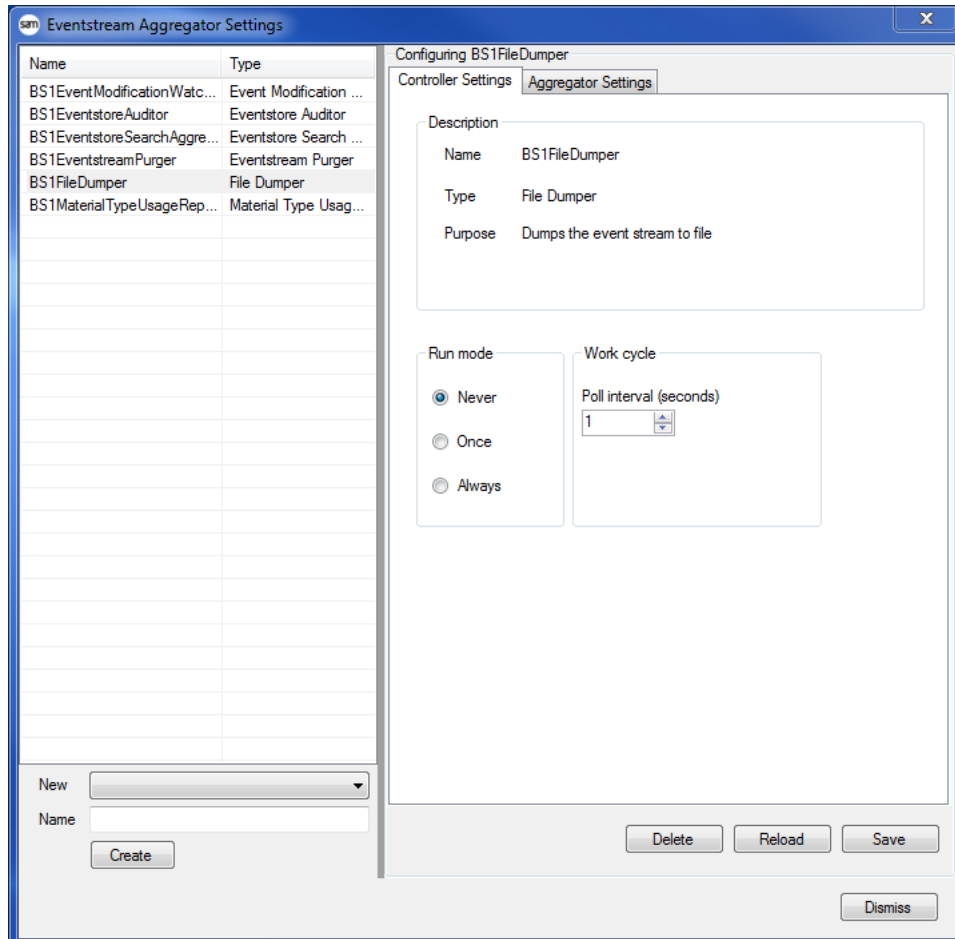 sam Eventstream Aggregator Settings
X
Name Type
BS1EventModificationWatc... Event Modification ...
BS1EventstoreAuditor Eventstore Auditor
BS1EventstoreSearchAggre... Eventstore Search ...
BS1EventstreamPurger Eventstream Purger
BS1FileDumper File Dumper
BS1MaterialTypeUsageRep... Material Type Usag...
New
Name
Create
Configuring BS1FileDumper
Controller Settings Aggregator Settings
Description
Name BS1FileDumper
Type File Dumper
Purpose Dumps the event stream to file
Run mode
Never
Once
Always
Work cycle
Poll interval (seconds)
1
Delete Reload Save
Dismiss